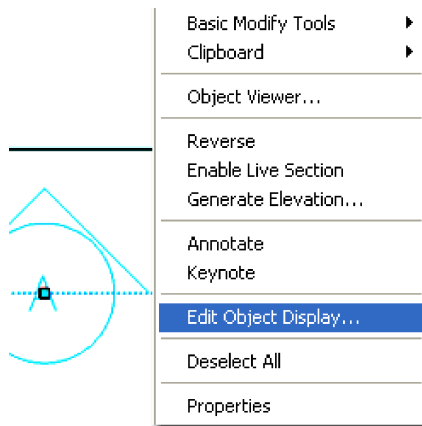 Basic Modify Tools
Clipboard
Object Viewer...
Reverse
Enable Live Section
Generate Elevation...
Annotate
Keynote
A
Edit Object Display...
Deselect All
Properties